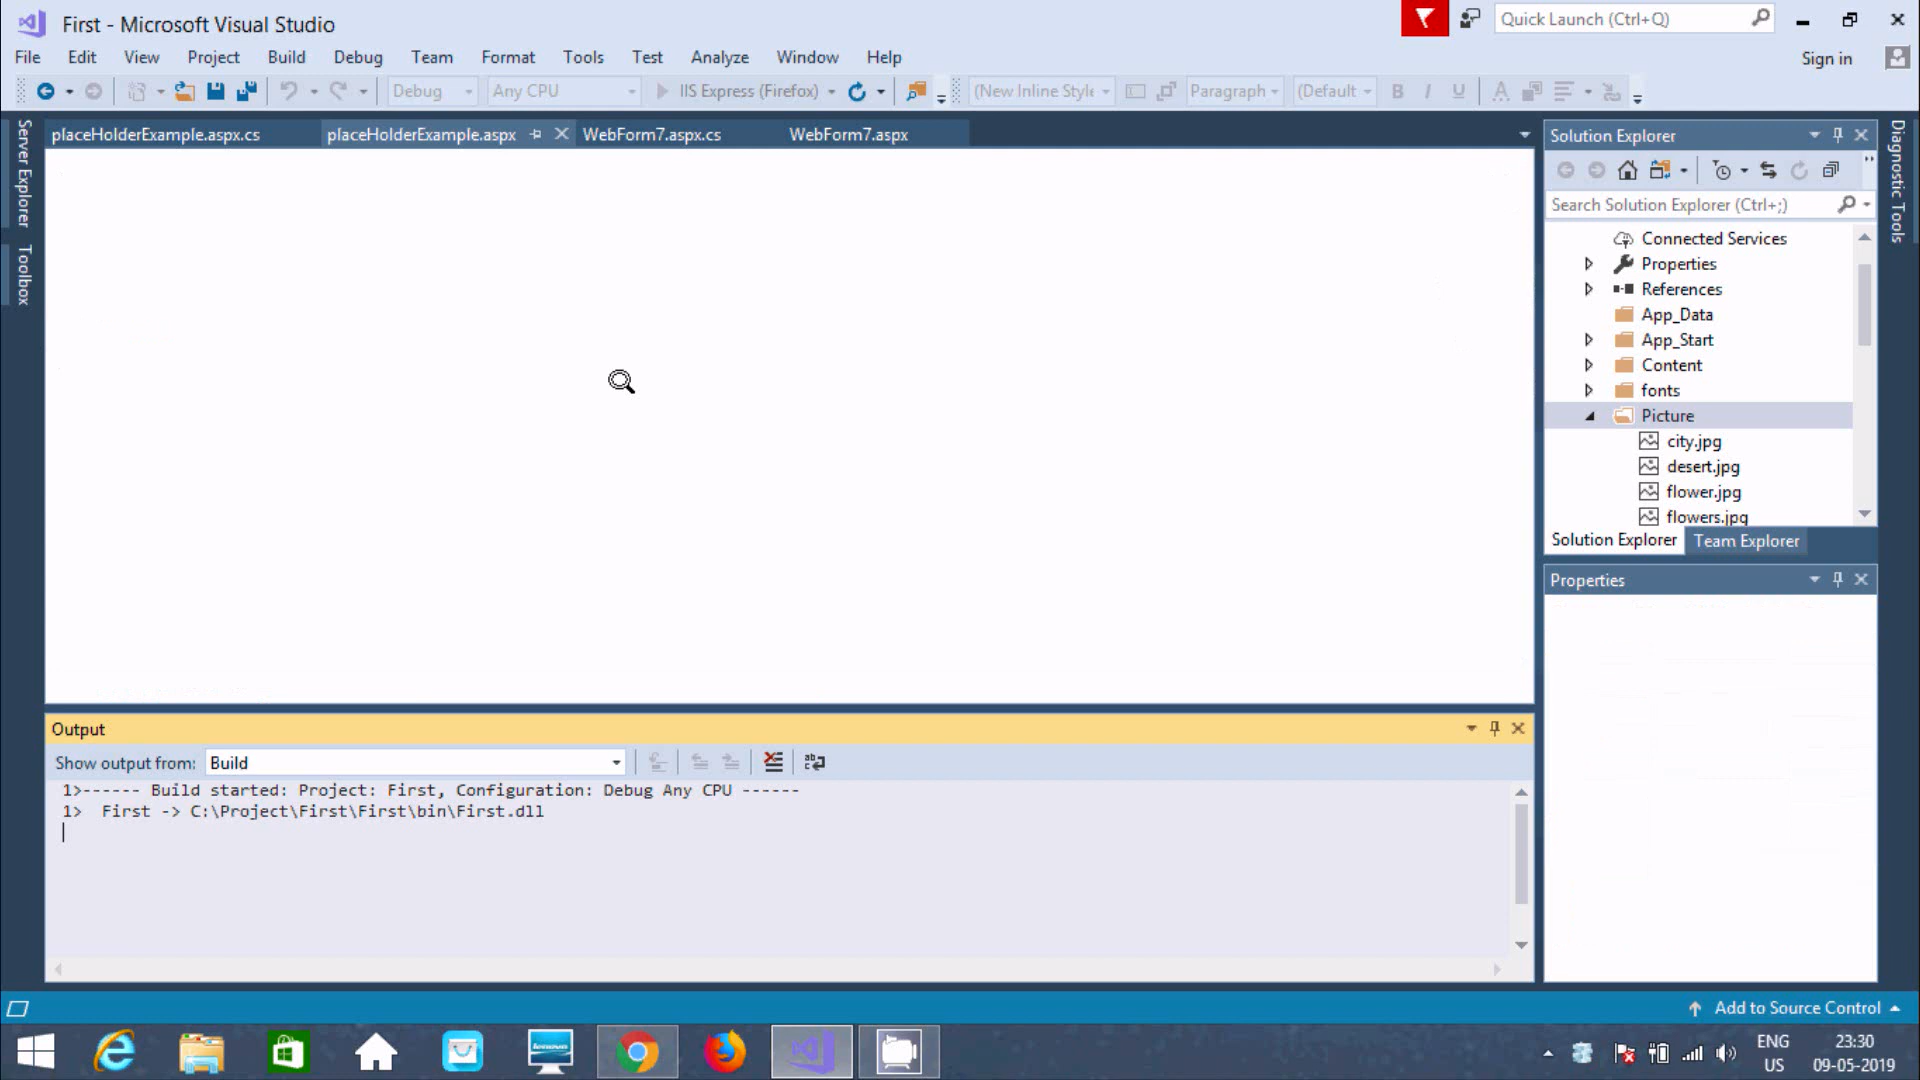 First - Microsoft Visual Studio
Quick Launch (Ctrl+Q)
File Edit View Project Build Debug Team Format Tools Test Analyze Window Help
Sign in
Debug Any CPU IIS Express (Firefox) (New Inline Style Paragraph (Default B I U A
placeHolderExample.aspx.cs placeHolderExample.aspx WebForm7.aspx.cs WebForm7.aspx
Server Explorer
Toolbox
Solution Explorer
Search Solution Explorer (Ctrl+;)
Connected Services
Properties
References
App_Data
App_Start
Content
fonts
Picture
city.jpg
desert.jpg
flower.jpg
flowers.jpg
Solution Explorer Team Explorer
Diagnostic Tools
Properties
Output
Show output from: Build
1>------ Build started: Project: First, Configuration: Debug Any CPU ------
1>  First -> C:\Project\First\First\bin\First.dll
Add to Source Control
ENG
US
23:30
09-05-2019